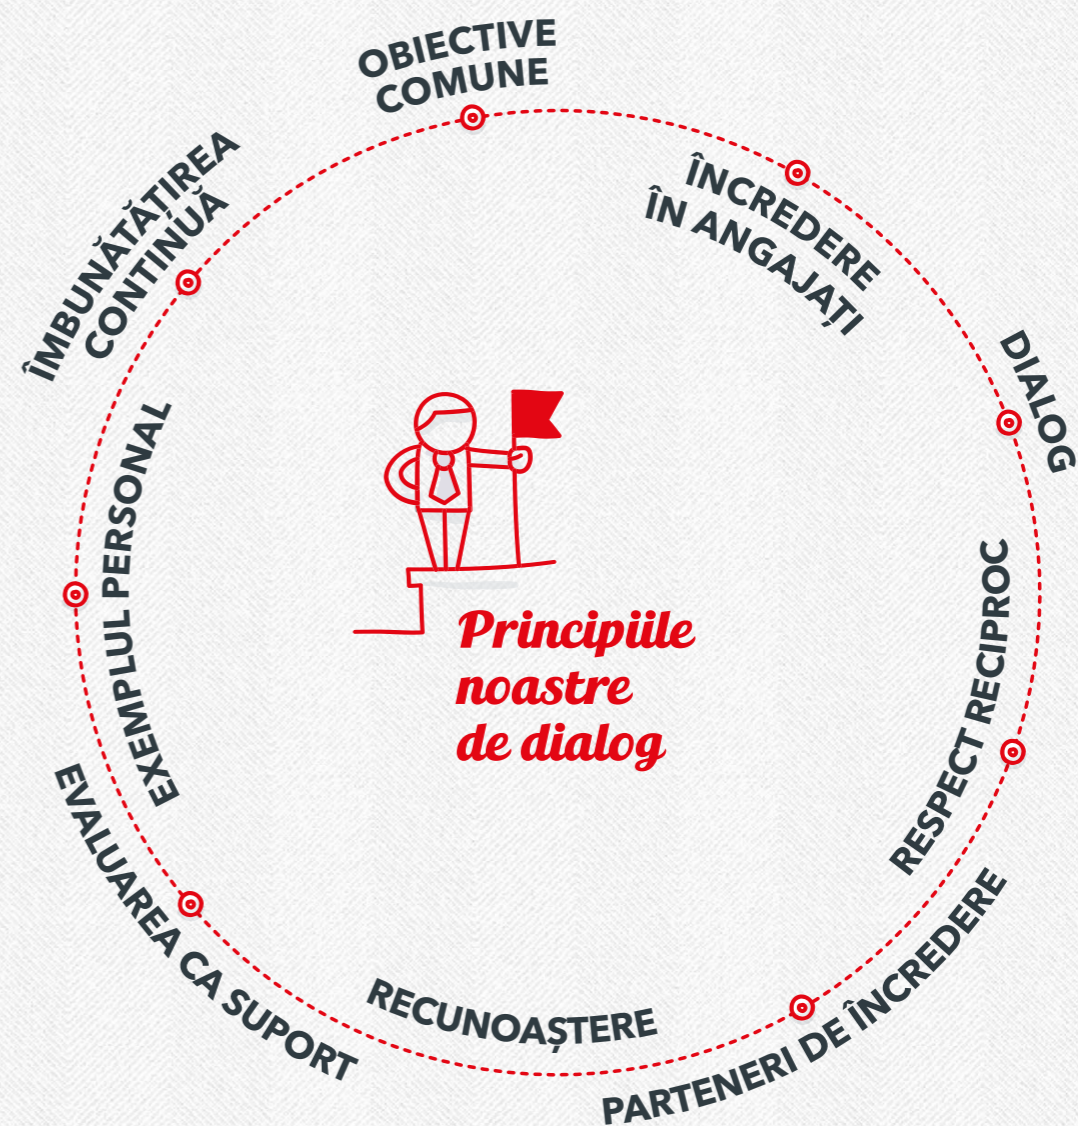 OBIECTIVE
COMUNE
ÎNCREDERE
ÎN ANGAJAȚI
DIALOG
RESPECT RECIPROC
PARTENERI DE ÎNCREDERE
RECUNOAȘTERE
EVALUAREA CA SUPORT
EXEMPLUL PERSONAL
ÎMBUNĂTĂȚIREA
CONTINUĂ
Principiile
noastre
de dialog